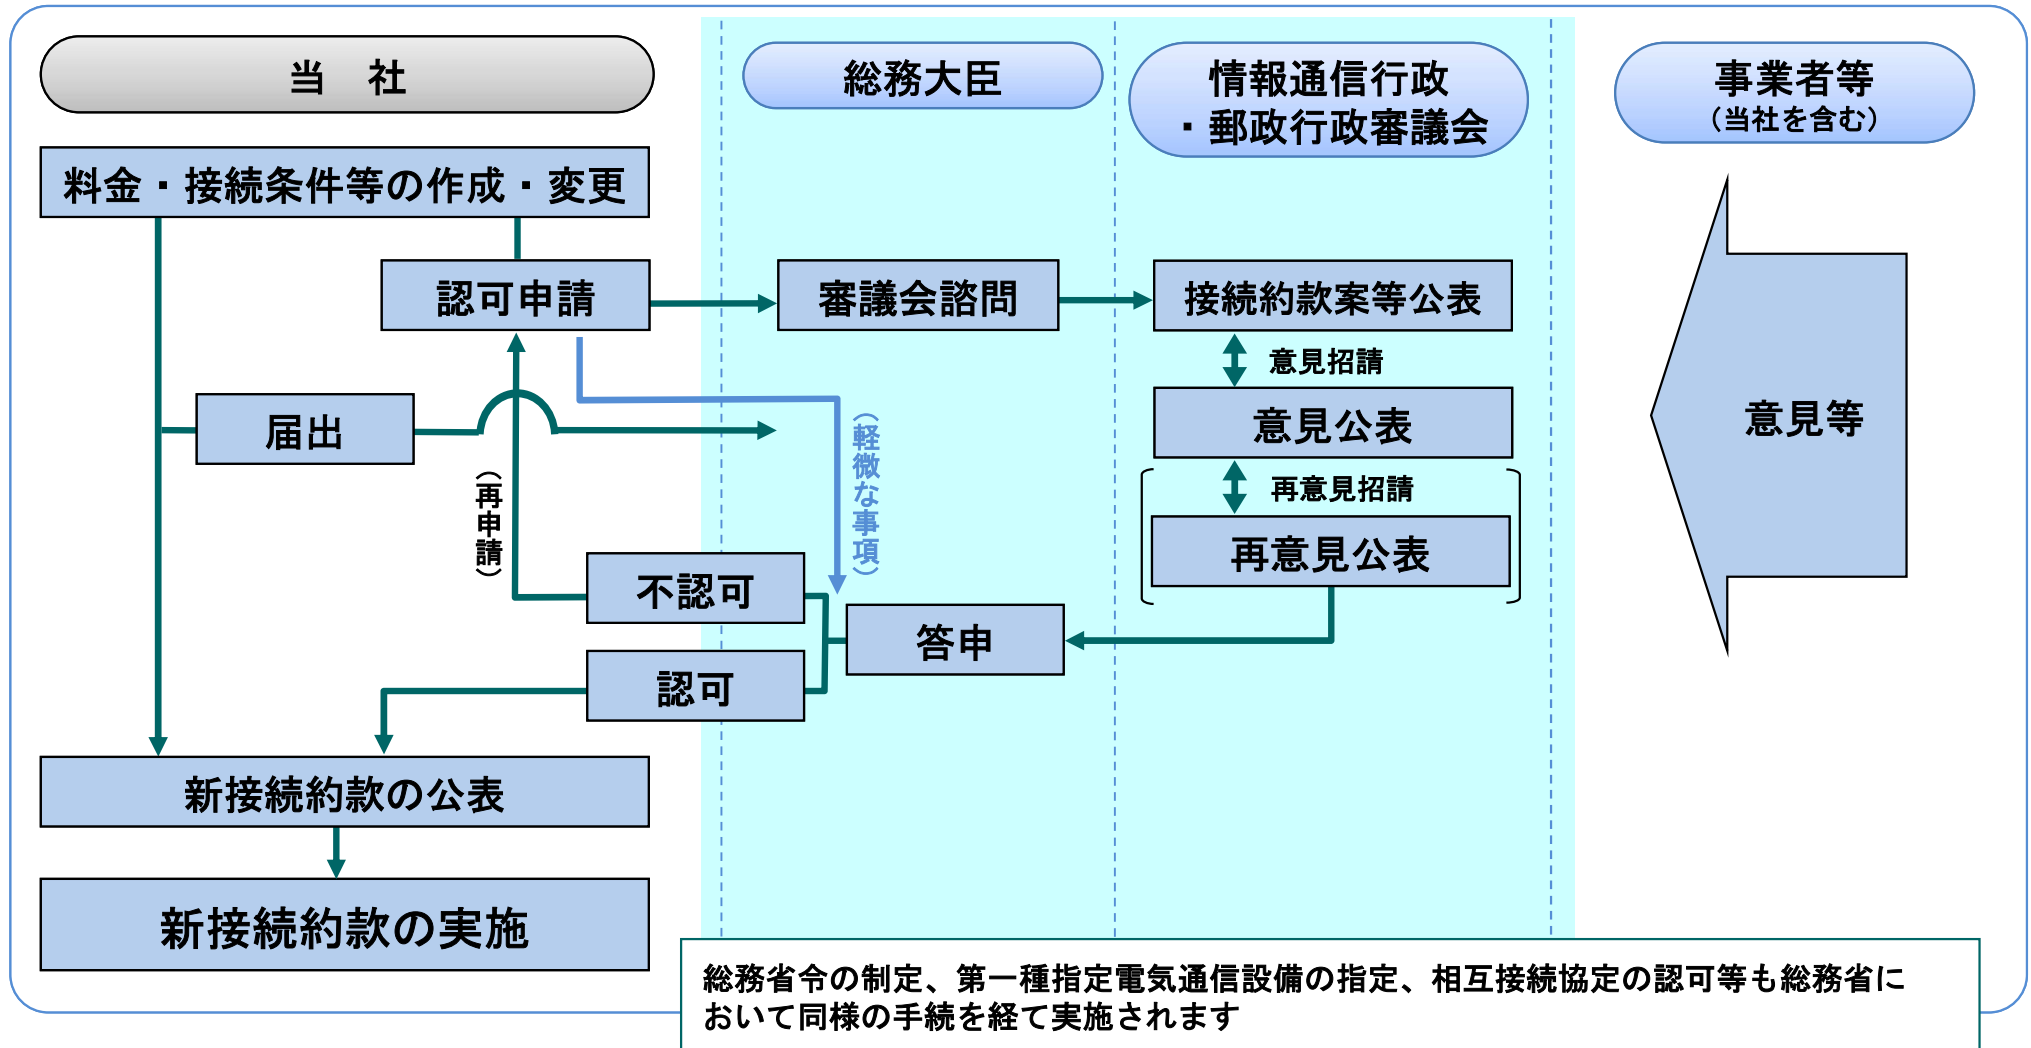 当　社
総務大臣
情報通信行政
・郵政行政審議会
事業者等
（当社を含む）
料金・接続条件等の作成・変更
認可申請
審議会諮問
接続約款案等公表
意見招請
届出
意見公表
意見等
（軽微な事項）
（再申請）
再意見招請
再意見公表
不認可
答申
認可
新接続約款の公表
新接続約款の実施
総務省令の制定、第一種指定電気通信設備の指定、相互接続協定の認可等も総務省に
おいて同様の手続を経て実施されます